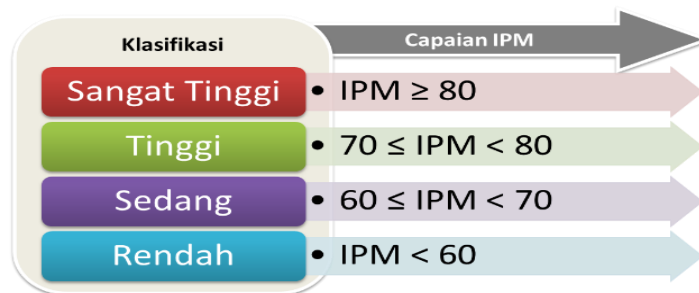 Klasifikasi
Capaian IPM
Sangat Tinggi
• IPM ≥ 80
Tinggi
• 70 ≤ IPM < 80
Sedang
• 60 ≤ IPM < 70
Rendah
• IPM < 60